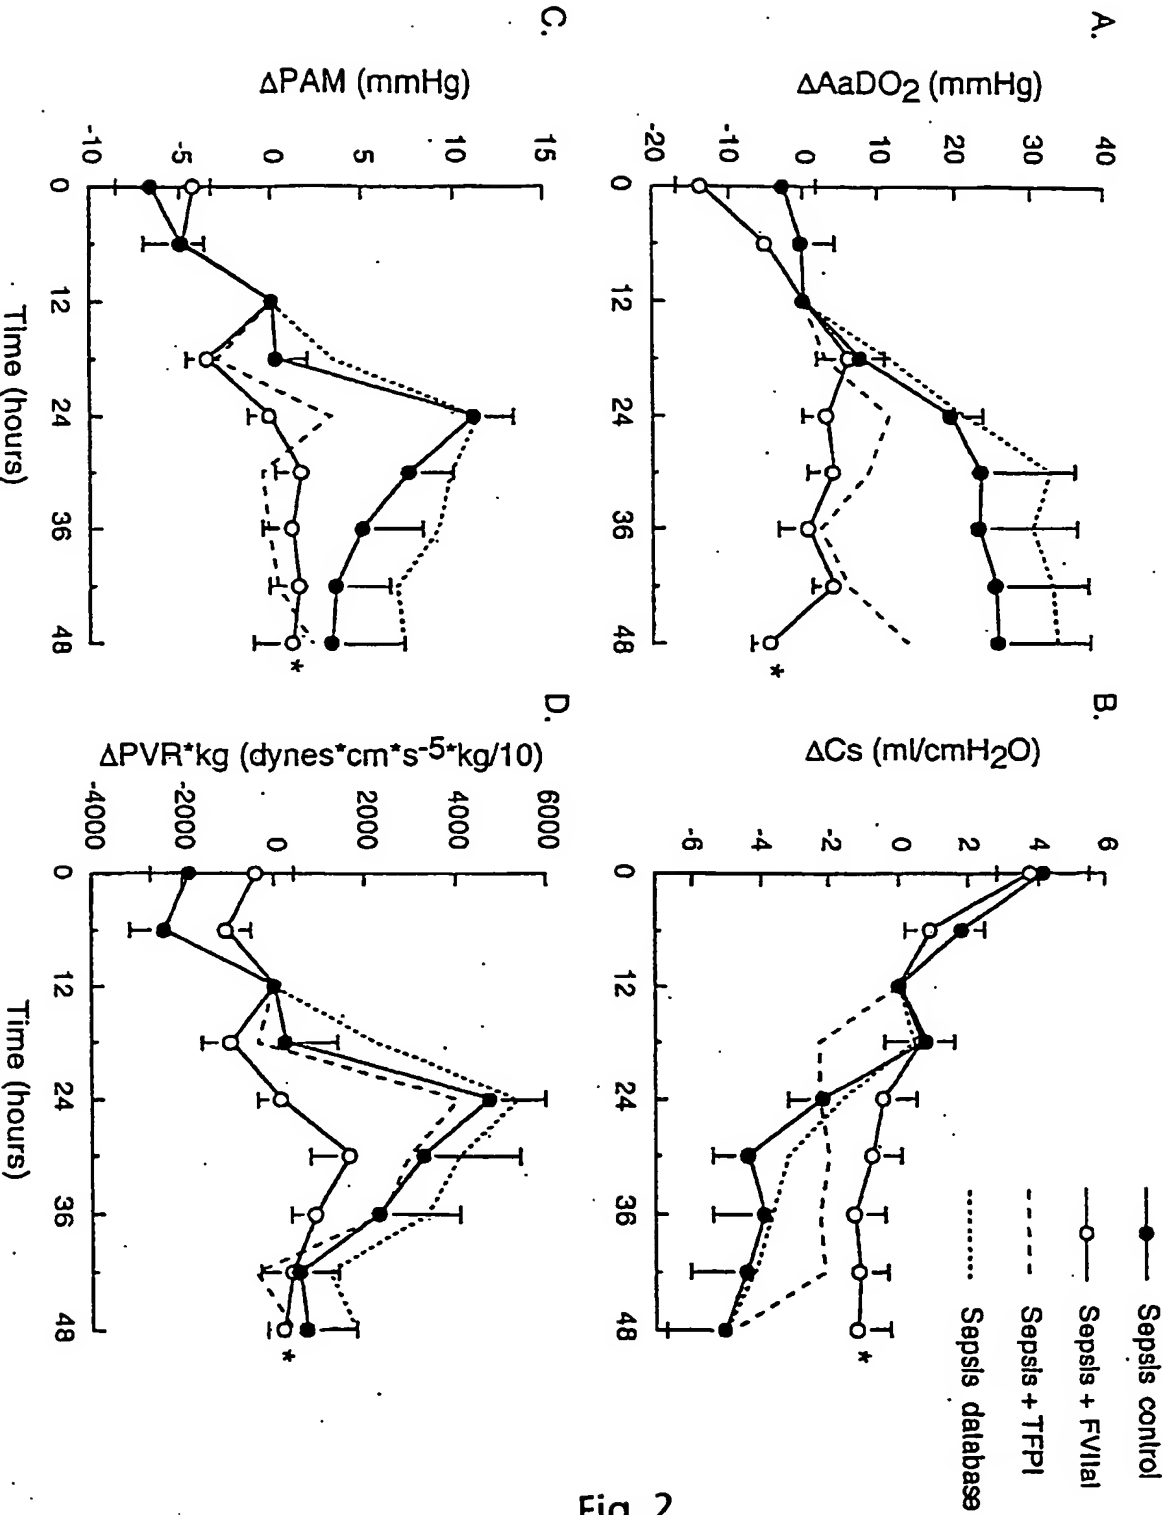 A.
ΔAaDO2 (mmHg)
40
30
20
10
0
-10
-20
0 12 24 36 48
B.
ΔCs (ml/cmH2O)
6
4
2
0
-2
-4
-6
0 12 24 36 48
Sepsis control
Sepsis + FVIIai
Sepsis + TFPI
Sepsis database
*
*
C.
ΔPAM (mmHg)
15
10
5
0
-5
-10
0 12 24 36 48
Time (hours)
*
D.
ΔPVR*kg (dynes*cm*s-5*kg/10)
6000
4000
2000
0
-2000
-4000
0 12 24 36 48
Time (hours)
*
Fig. 2